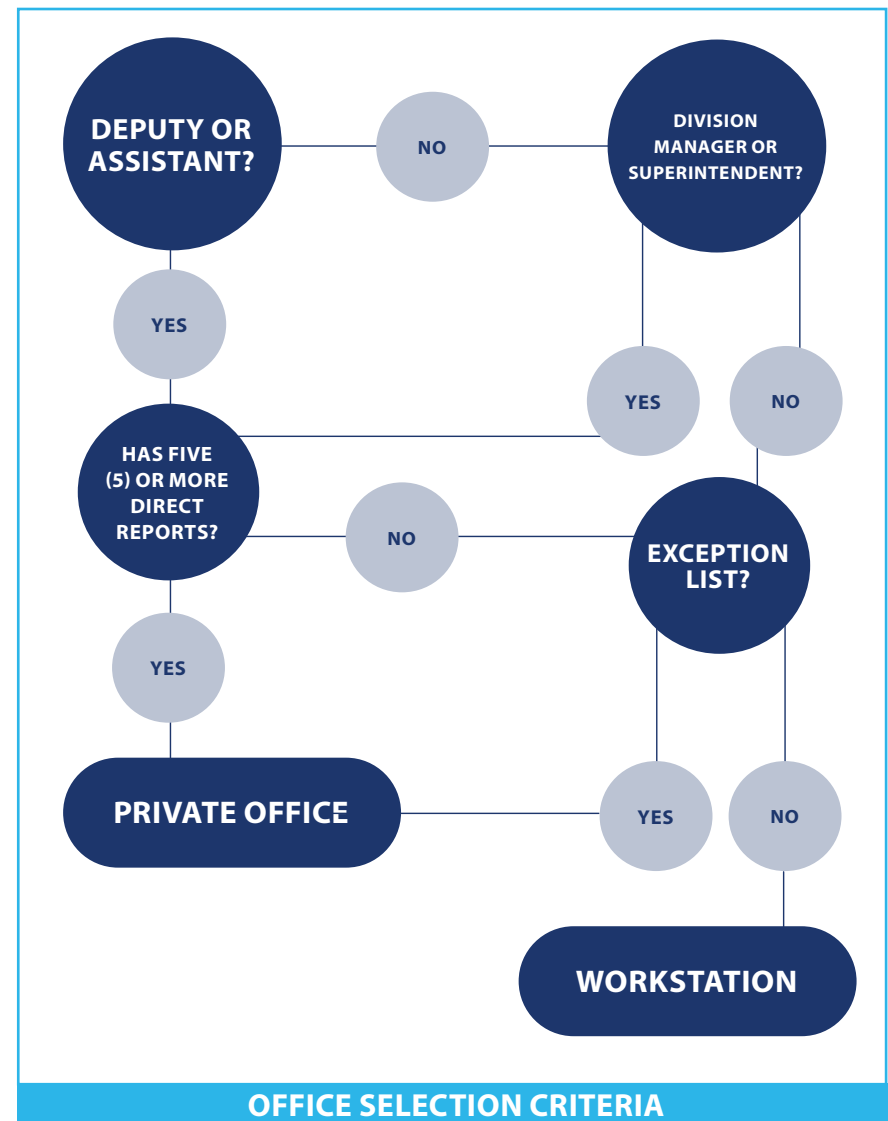 DEPUTY OR
ASSISTANT?
NO
DIVISION
MANAGER OR
SUPERINTENDENT?
YES
YES
NO
HAS FIVE
(5) OR MORE
DIRECT
REPORTS?
NO
EXCEPTION
LIST?
YES
PRIVATE OFFICE
YES
NO
WORKSTATION
OFFICE SELECTION CRITERIA